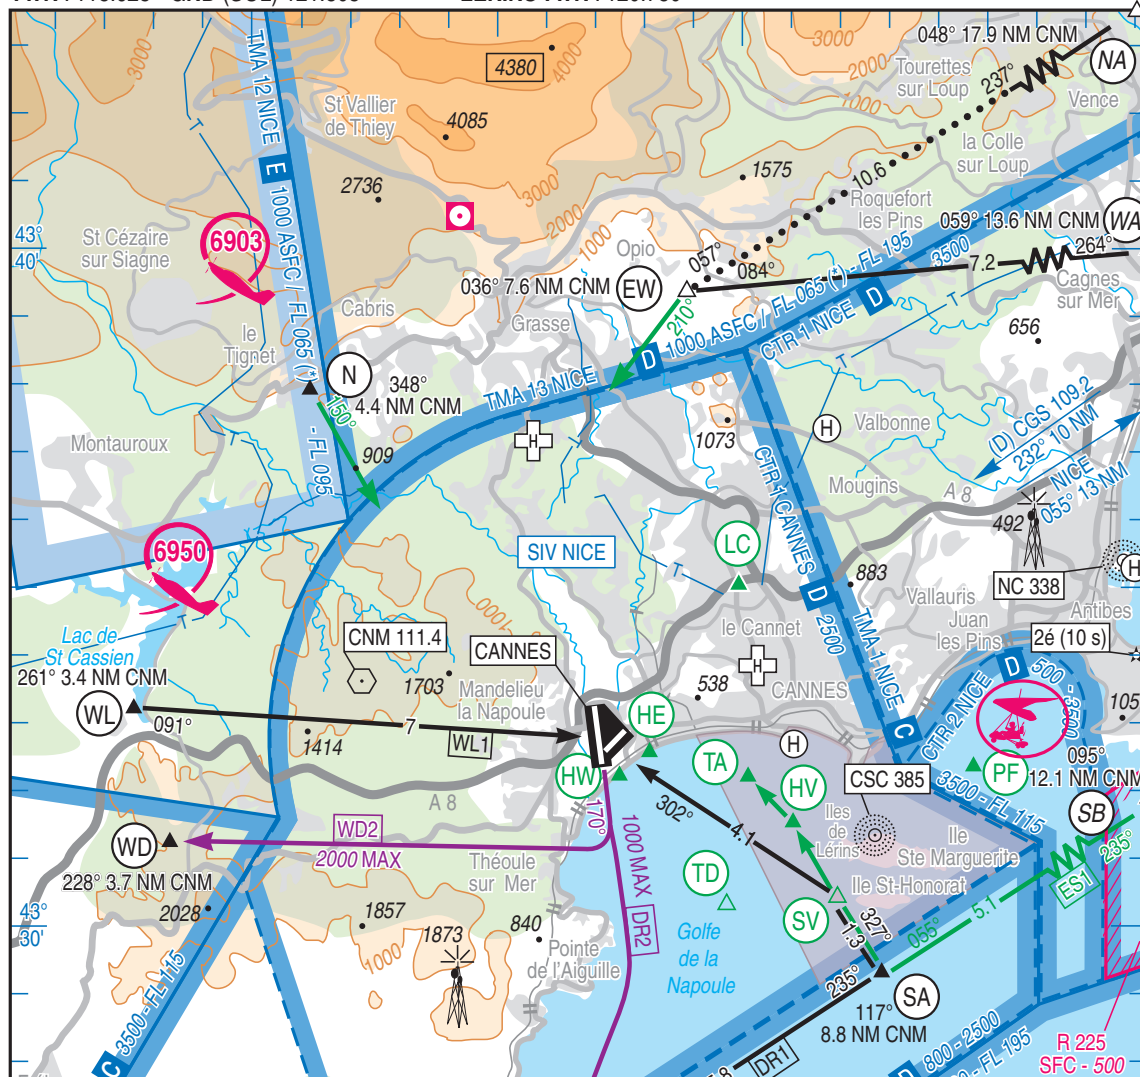 TMA 12 NICE E 1000 ASFC / FL 065 (*)
- FL 095
3000
4380
4000
3000
2000
1000
048° 17.9 NM CNM
NA
237°
Tourettes
sur Loup
Vence
St Vallier
de Thiey
4085
la Colle
sur Loup
2736
1575
10.6
3000
2000
1000
Roquefort
les Pins
6903
43°
40'
St Cézaire
sur Siagne
Opio
057°
084°
059° 13.6 NM CNM
WA
264°
7,2
3500
036° 7.6 NM CNM
EW
210°
Cagnes
sur Mer
Cabris
Grasse
D 1000 ASFC / FL 065 (*) - FL 195
CTR 1 NICE D
656
le
Tignet
N
348°
4.4 NM CNM
150°
TMA 13 NICE
T
Montauroux
909
H
1073
H
Valbonne
(D) CGS 109.2
232° 10 NM
NICE
055° 13 NM
CTR 1 CANNES D 2500
Mougins
A 8
492
6950
SIV NICE
LC
883
NC 338
H
Vallauris
Juan
les Pins
Antibes
Lac de
St Cassien
1000
CNM 111.4
CANNES
le Cannet
2é (10 s)
TMA 1 NICE C
261° 3.4 NM CNM
WL
091°
7
WL1
1703
Mandelieu
la Napoule
538
H
CANNES
D 500 - 3500
CTR 2 NICE
105
1414
HE
HW
TA
H
HV
CSC 385
PF
095°
12.1 NM CNM
3500 - FL 115
SB
235°
A 8
302°
4.1
170°
1000 MAX
DR2
Iles
de
Lérins
Ile
Ste Marguerite
Ile St-Honorat
WD
WD2
2000 MAX
Théoule
sur Mer
TD
ES1
5.1
055°
228° 3.7 NM CNM
2028
1857
1873
840
1000
43°
30'
Golfe
de la
Napoule
SV
327°
1.3
235°
Pointe
de l'Aiguille
SA
117°
8.8 NM CNM
C 3500-FL 115
DR1
D 800 - 2500
- FL 195
R 225
SFC - 500